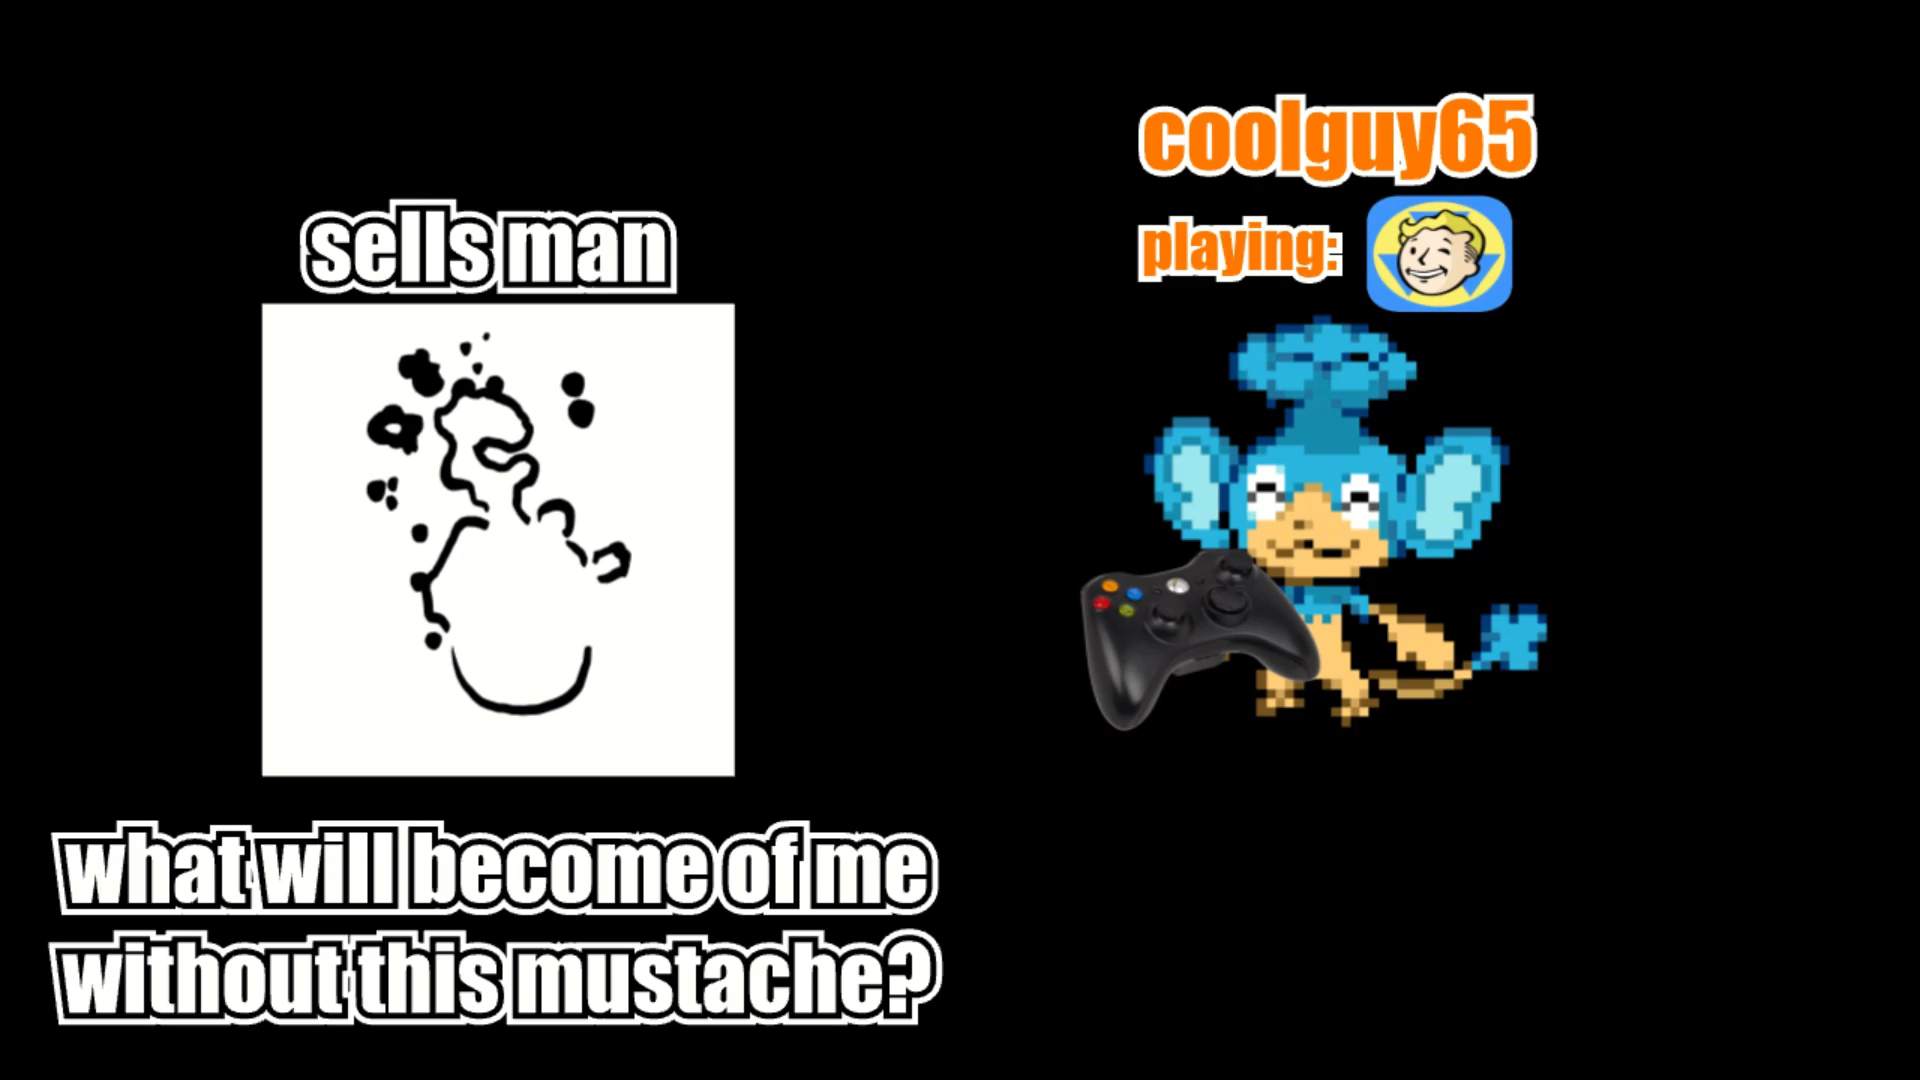 sells man
what will become of me
without this mustache?
coolguy65
playing: